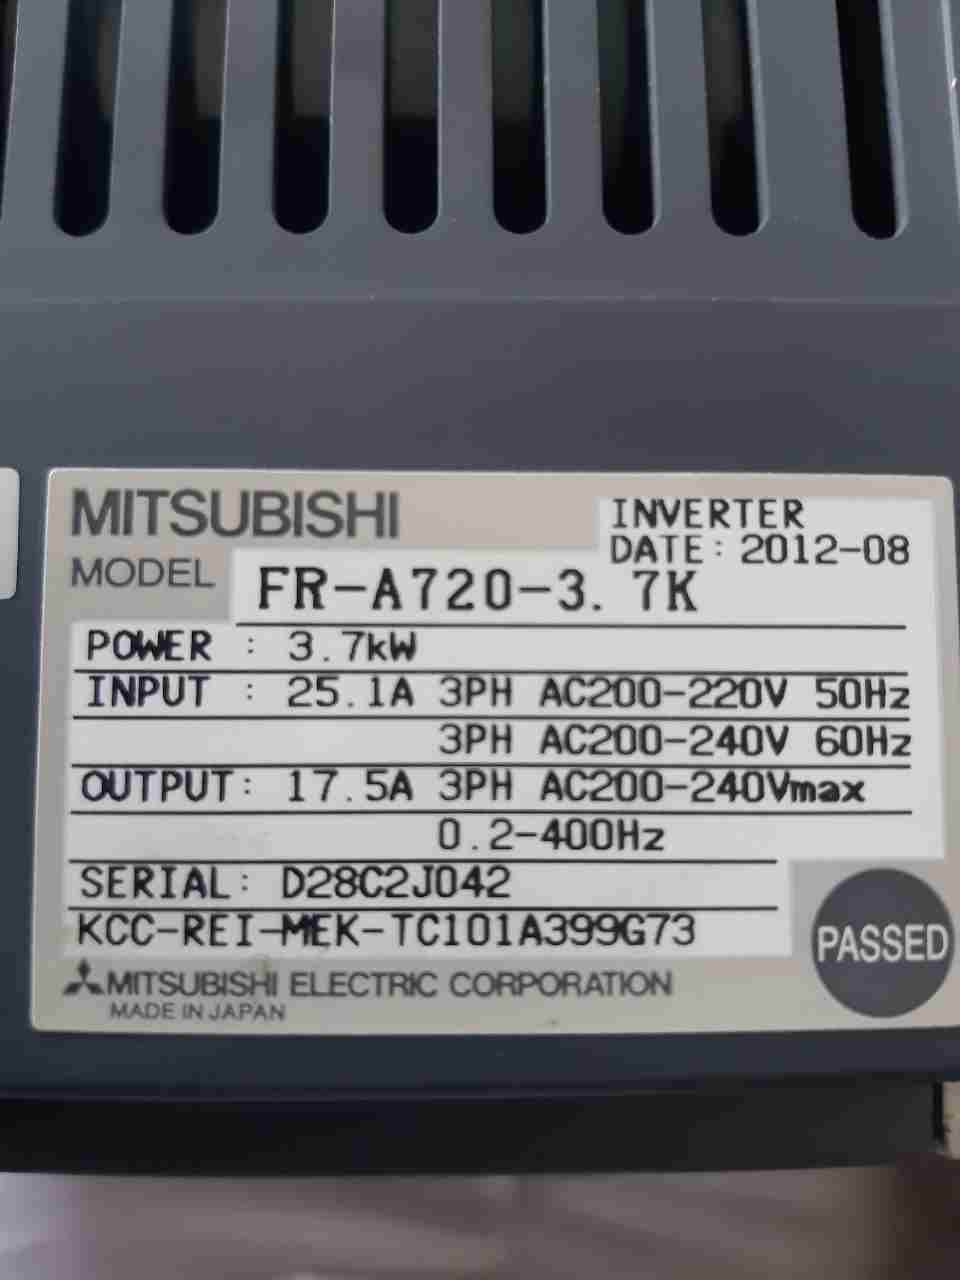 MITSUBISHI
INVERTER
DATE: 2012-08
MODEL FR-A720-3.7K
POWER : 3.7kW
INPUT : 25.1A 3PH AC200-220V 50Hz
3PH AC200-240V 60Hz
OUTPUT: 17.5A 3PH AC200-240Vmax
0.2-400Hz
SERIAL: D28C2J042
KCC-REI-MEK-TC101A399G73
PASSED
MITSUBISHI ELECTRIC CORPORATION
MADE IN JAPAN